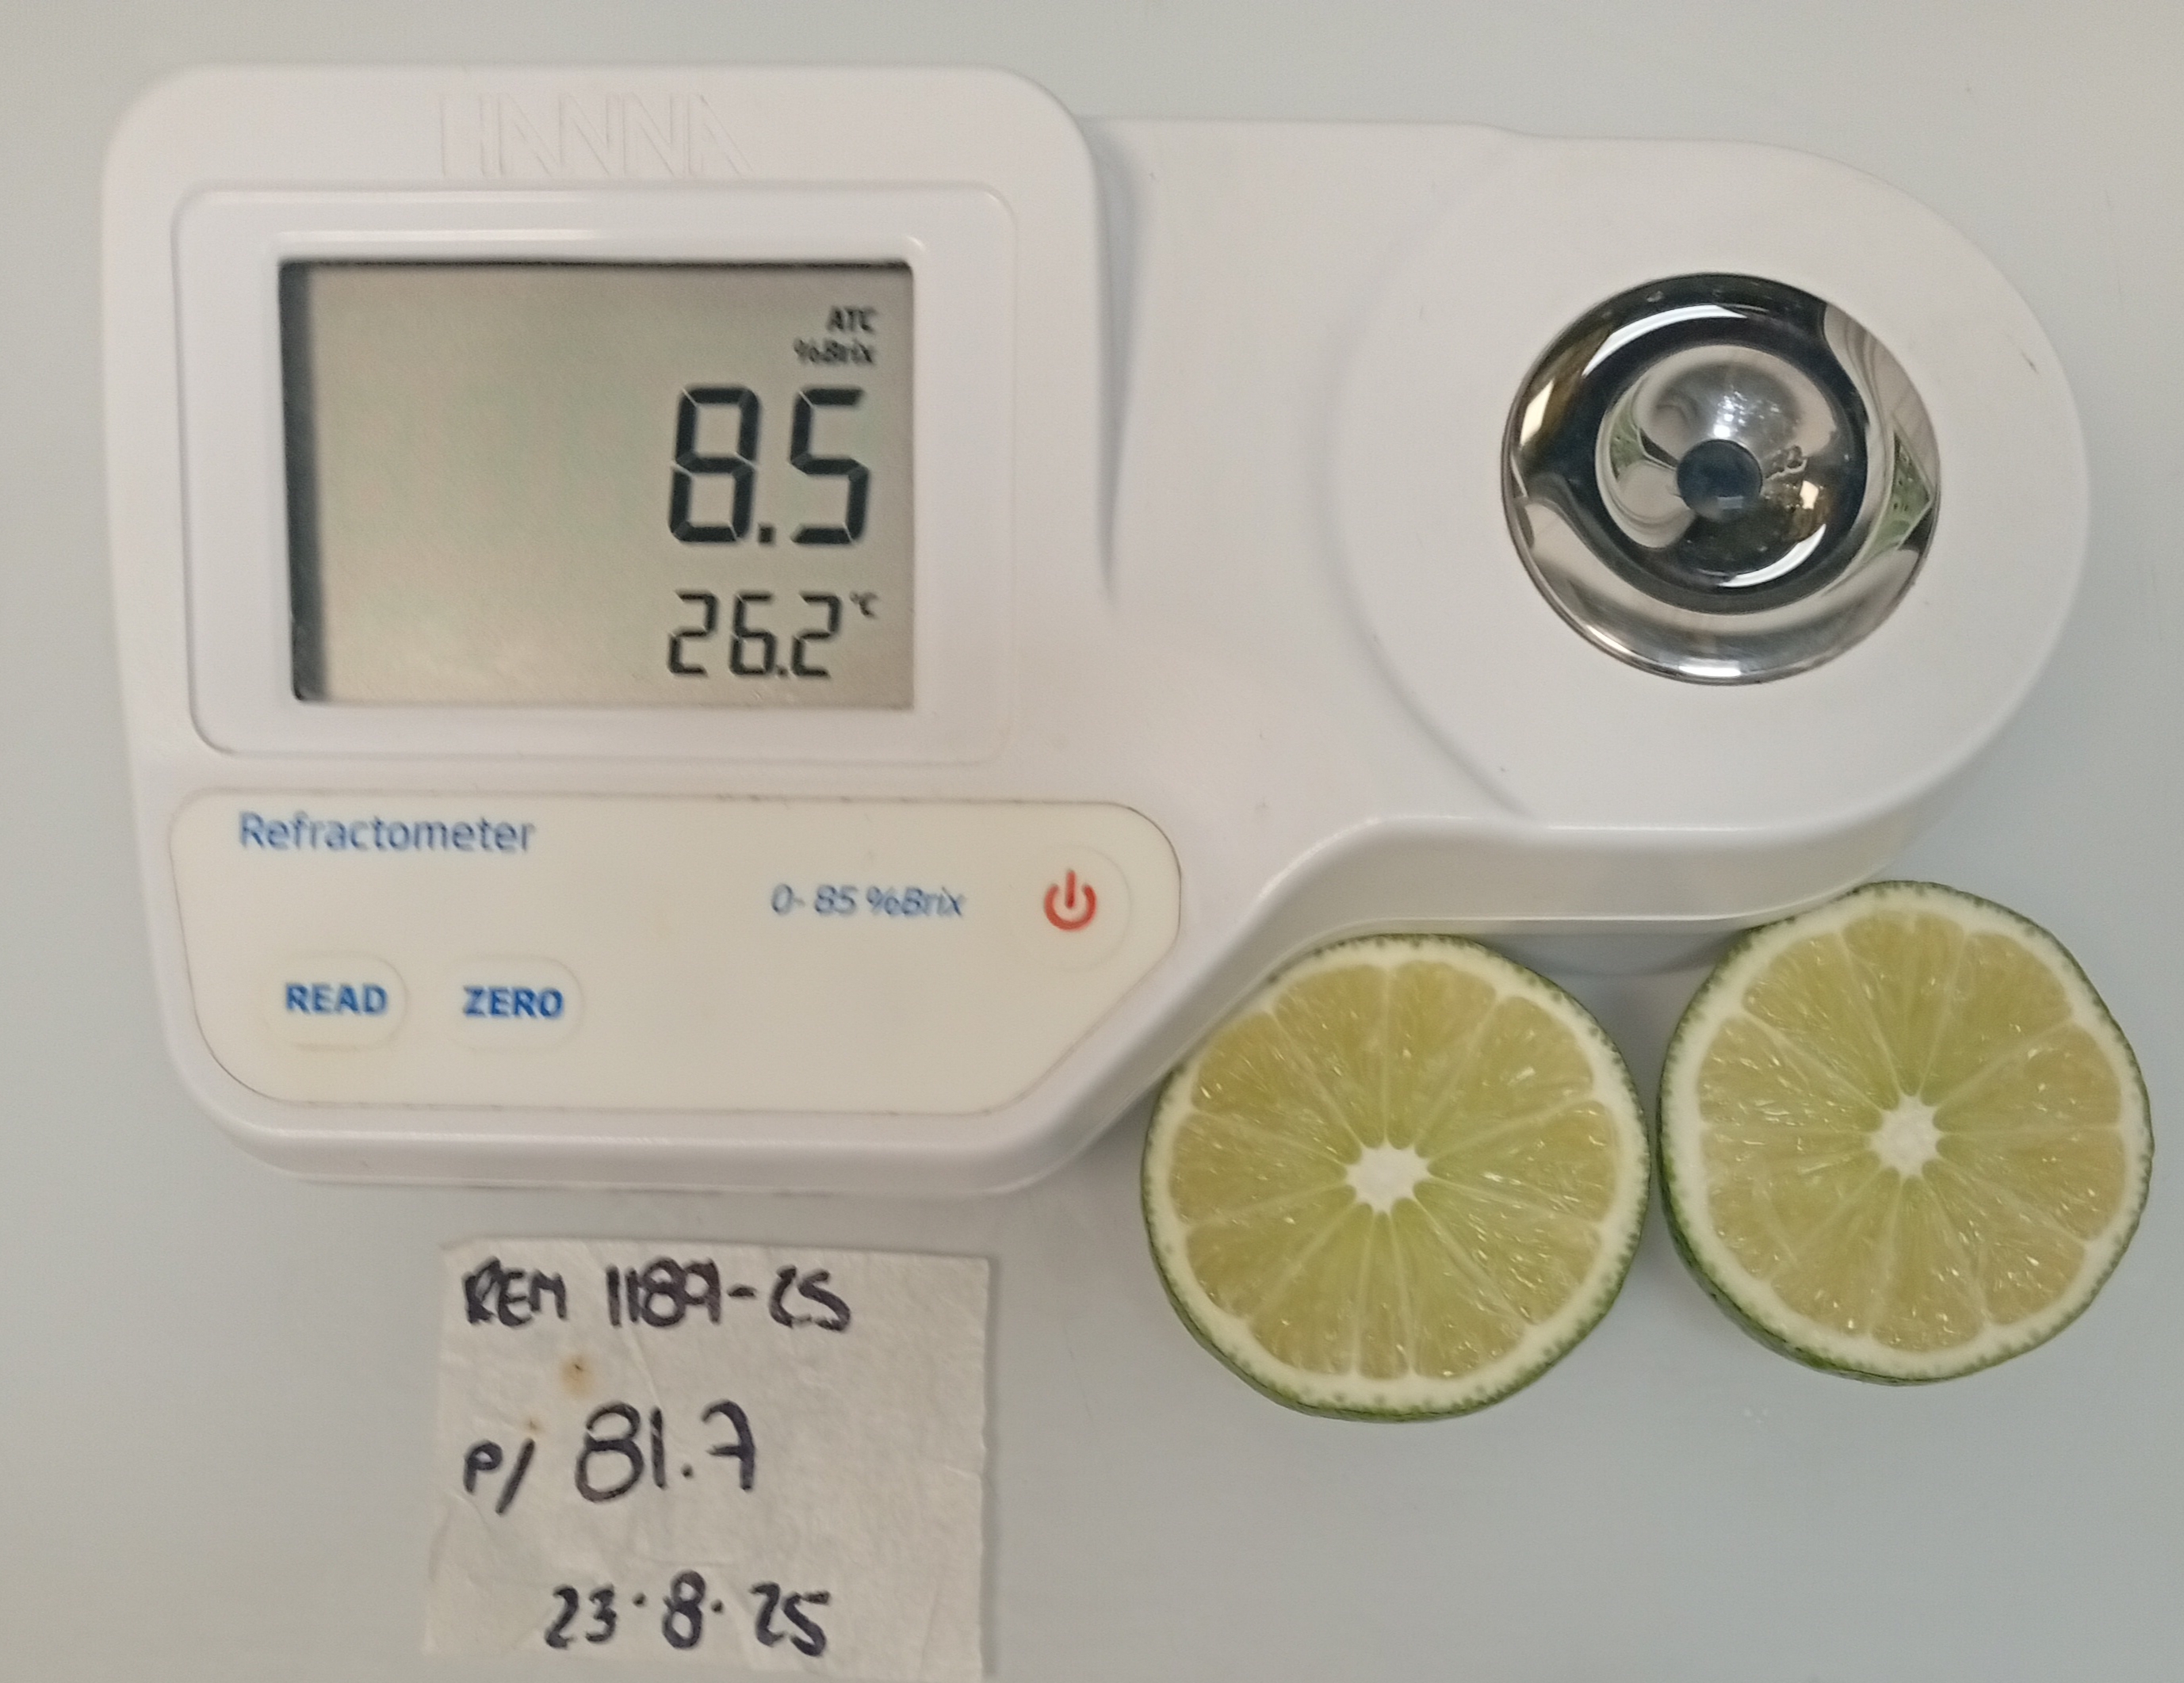 HANNA
ATC
%Brix
8.5
26.2 °C
Refractometer
0- 85 %Brix
READ ZERO
REM 1189-25
P/ 81.7
23.8.25